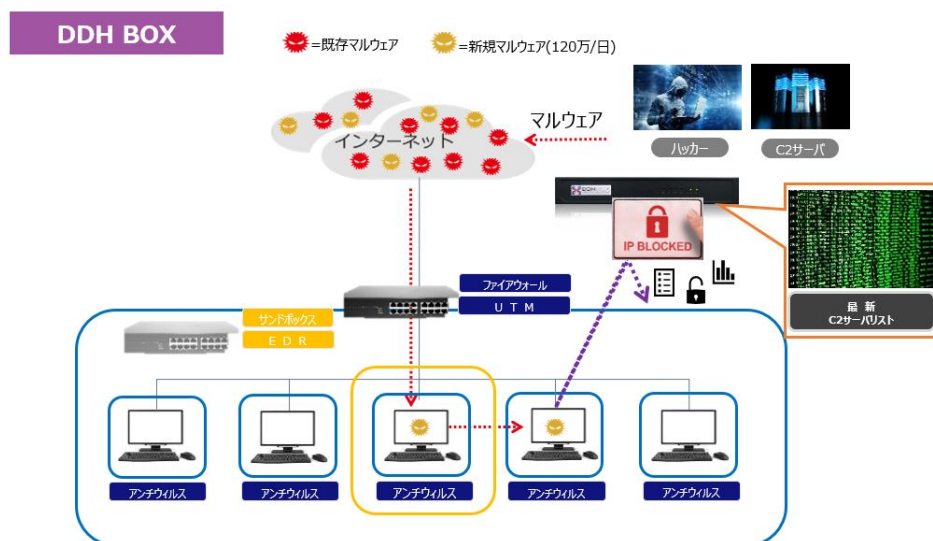 DDH BOX
=既存マルウェア
=新規マルウェア(120万/日)
インターネット
マルウェア
ハッカー
C2サーバ
IP BLOCKED
最 新
C2サーバリスト
ファイアウォール
U T M
サンドボックス
E D R
アンチウィルス
アンチウィルス
アンチウィルス
アンチウィルス
アンチウィルス